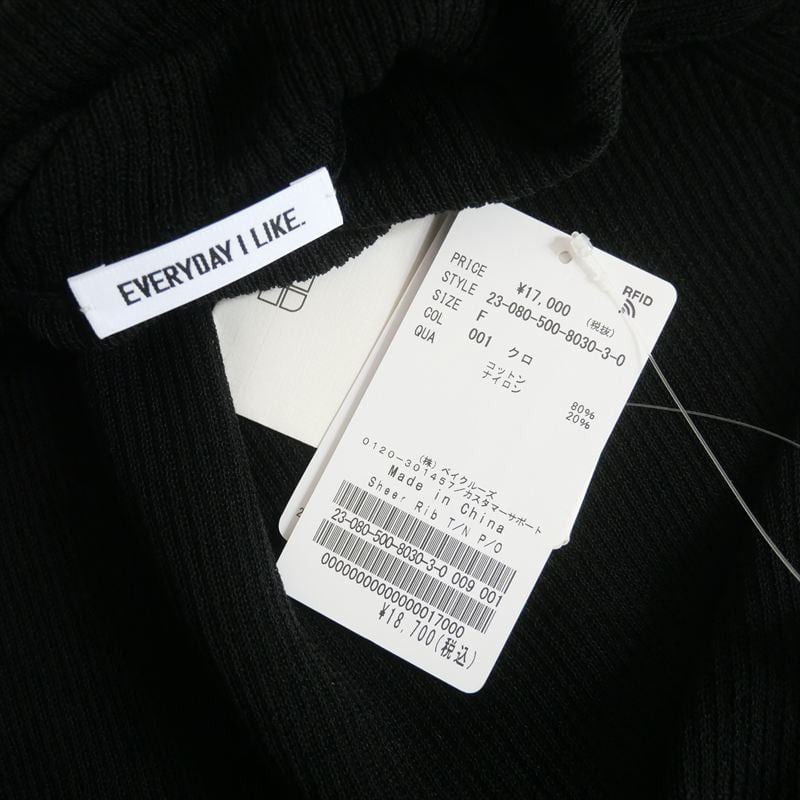 EVERYDAY I LIKE.
RFID
PRICE ¥17,000 (税抜)
STYLE 23-080-500-8030-3-0
SIZE F
COL 001 クロ
QUA コットン 80%
ナイロン 20%
(株) ベイクルーズ
0120-301457/カスタマーサポート
Made in China
Sheer Rib T/N P/O
23-080-500-8030-3-0 009 001
0000000000000017000
¥18,700(税込)
2